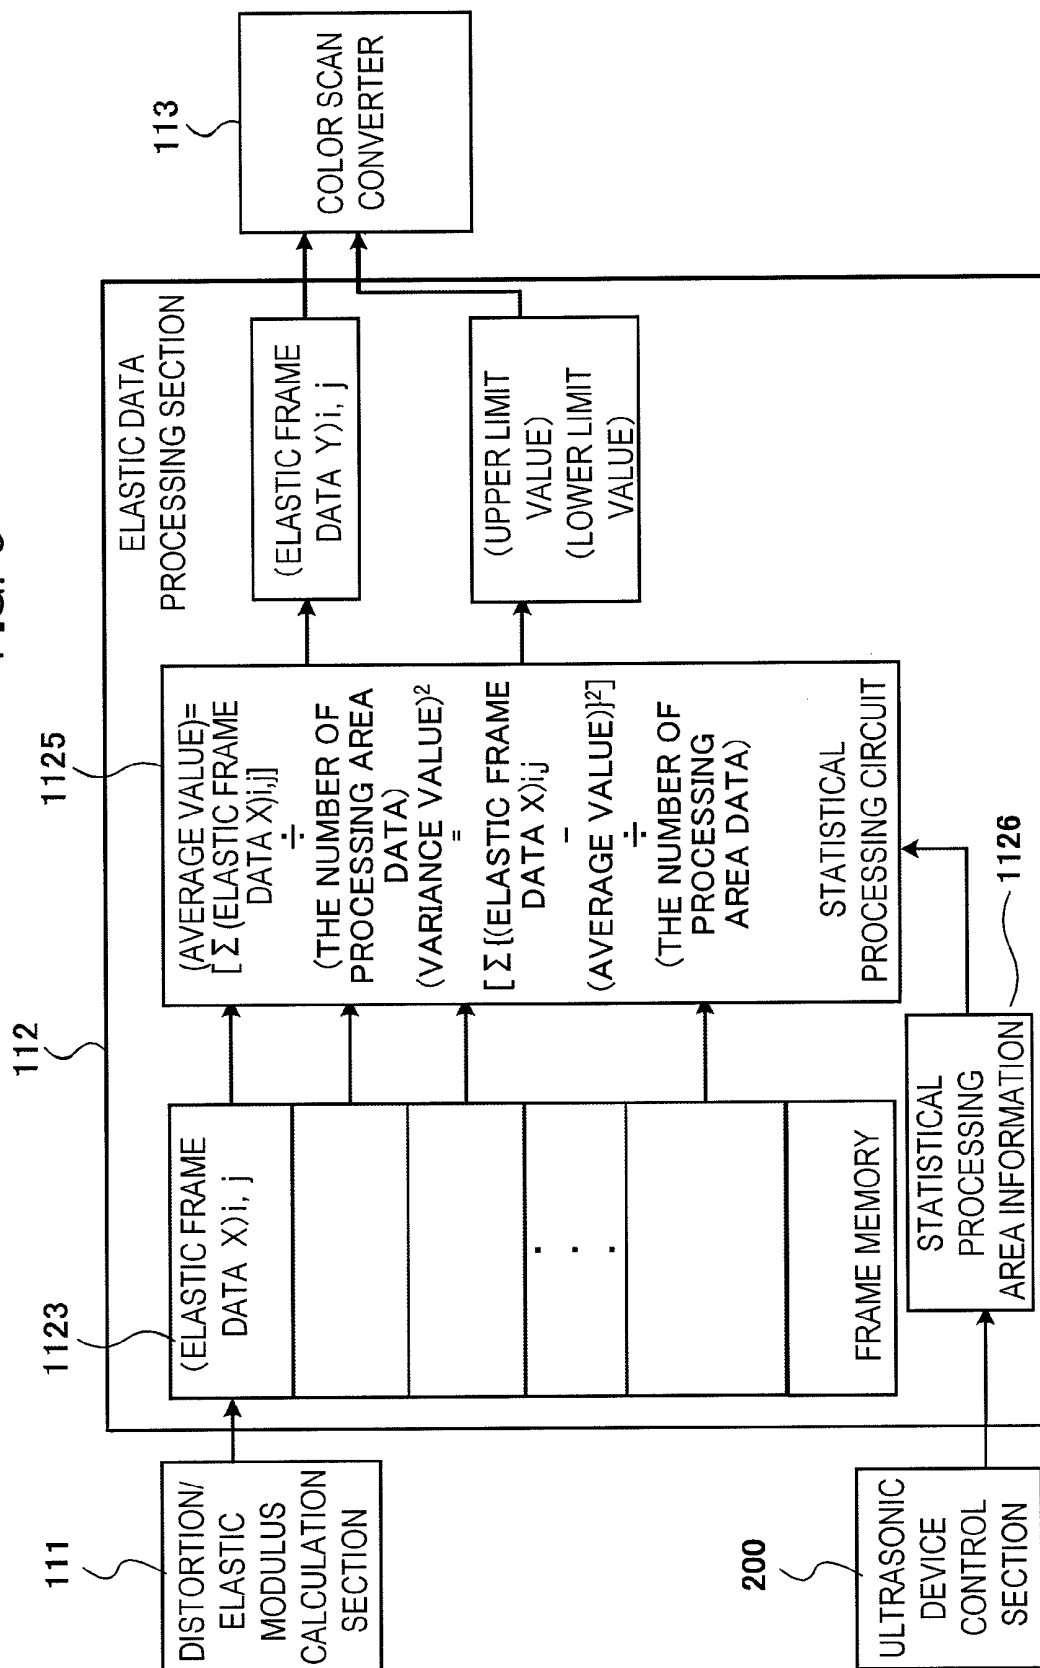 111
DISTORTION/
ELASTIC
MODULUS
CALCULATION
SECTION
200
ULTRASONIC
DEVICE
CONTROL
SECTION
112
1123
(ELASTIC FRAME
DATA X)i, j
. . .
FRAME MEMORY
STATISTICAL
PROCESSING
AREA INFORMATION
1126
1125
(AVERAGE VALUE)=
[ Σ (ELASTIC FRAME
DATA X)i,j]
÷
(THE NUMBER OF
PROCESSING AREA
DATA)
(VARIANCE VALUE)²
=
[ Σ {(ELASTIC FRAME
DATA X)i,j
−
(AVERAGE VALUE)}²]
÷
(THE NUMBER OF
PROCESSING
AREA DATA)
STATISTICAL
PROCESSING CIRCUIT
ELASTIC DATA
PROCESSING SECTION
(ELASTIC FRAME
DATA Y)i, j
(UPPER LIMIT
VALUE)
(LOWER LIMIT
VALUE)
113
COLOR SCAN
CONVERTER